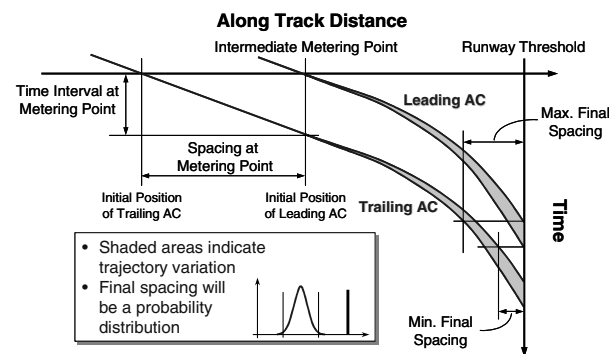 Along Track Distance
Intermediate Metering Point
Runway Threshold
Time Interval at
Metering Point
Leading AC
Max. Final
Spacing
Spacing at
Metering Point
Initial Position
of Trailing AC
Initial Position
of Leading AC
Trailing AC
Time
• Shaded areas indicate
trajectory variation
• Final spacing will
be a probability
distribution
Min. Final
Spacing